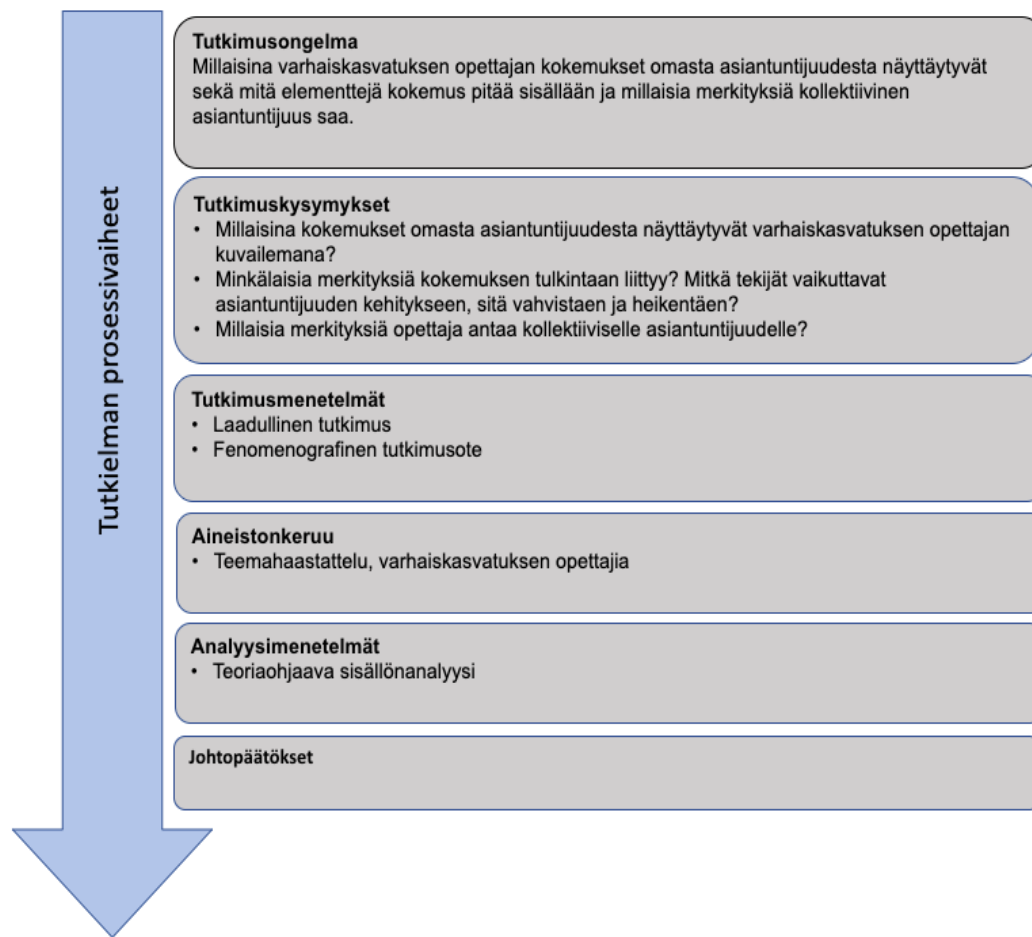 Tutkielman prosessivaiheet
Tutkimusongelma
Millaisina varhaiskasvatuksen opettajan kokemukset omasta asiantuntijuudesta näyttäytyvät
sekä mitä elementtejä kokemus pitää sisällään ja millaisia merkityksiä kollektiivinen
asiantuntijuus saa.
Tutkimuskysymykset
• Millaisina kokemukset omasta asiantuntijuudesta näyttäytyvät varhaiskasvatuksen opettajan
kuvailemana?
• Minkälaisia merkityksiä kokemuksen tulkintaan liittyy? Mitkä tekijät vaikuttavat
asiantuntijuuden kehitykseen, sitä vahvistaen ja heikentäen?
• Millaisia merkityksiä opettaja antaa kollektiiviselle asiantuntijuudelle?
Tutkimusmenetelmät
• Laadullinen tutkimus
• Fenomenografinen tutkimusote
Aineistonkeruu
• Teemahaastattelu, varhaiskasvatuksen opettajia
Analyysimenetelmät
• Teoriaohjaava sisällönanalyysi
Johtopäätökset